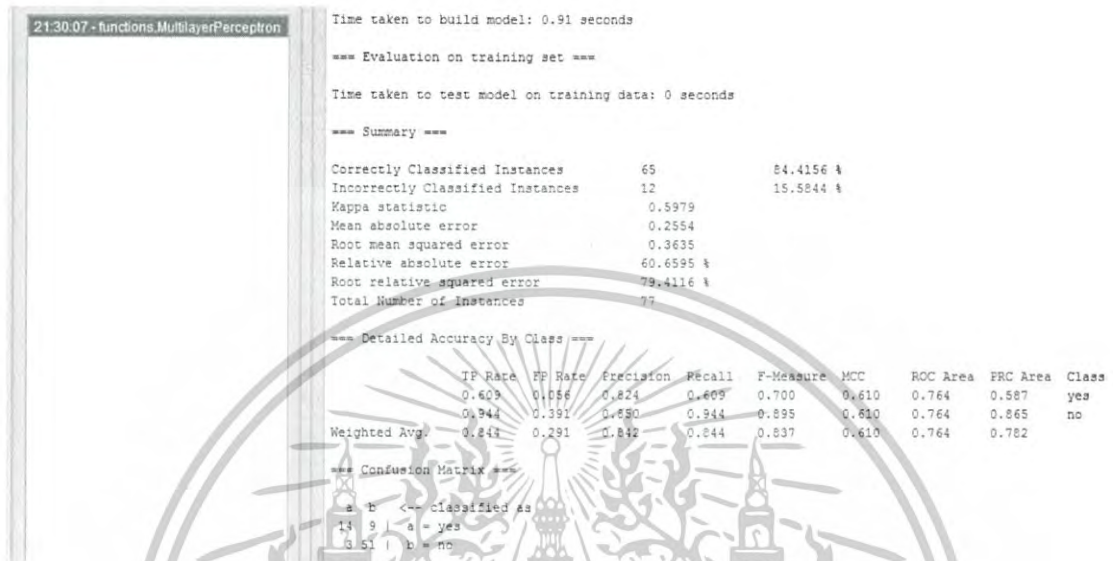 21:30:07 - functions.MultilayerPerceptron
Time taken to build model: 0.91 seconds
=== Evaluation on training set ===
Time taken to test model on training data: 0 seconds
=== Summary ===
Correctly Classified Instances 65 84.4156 %
Incorrectly Classified Instances 12 15.5844 %
Kappa statistic 0.5979
Mean absolute error 0.2554
Root mean squared error 0.3635
Relative absolute error 60.6595 %
Root relative squared error 79.4116 %
Total Number of Instances 77
=== Detailed Accuracy By Class ===
TP Rate FP Rate Precision Recall F-Measure MCC ROC Area PRC Area Class
0.609 0.056 0.824 0.609 0.700 0.610 0.764 0.587 yes
0.944 0.391 0.850 0.944 0.895 0.610 0.764 0.865 no
Weighted Avg. 0.844 0.291 0.842 0.844 0.837 0.610 0.764 0.782
=== Confusion Matrix ===
a b <-- classified as
14 9 | a = yes
3 51 | b = no